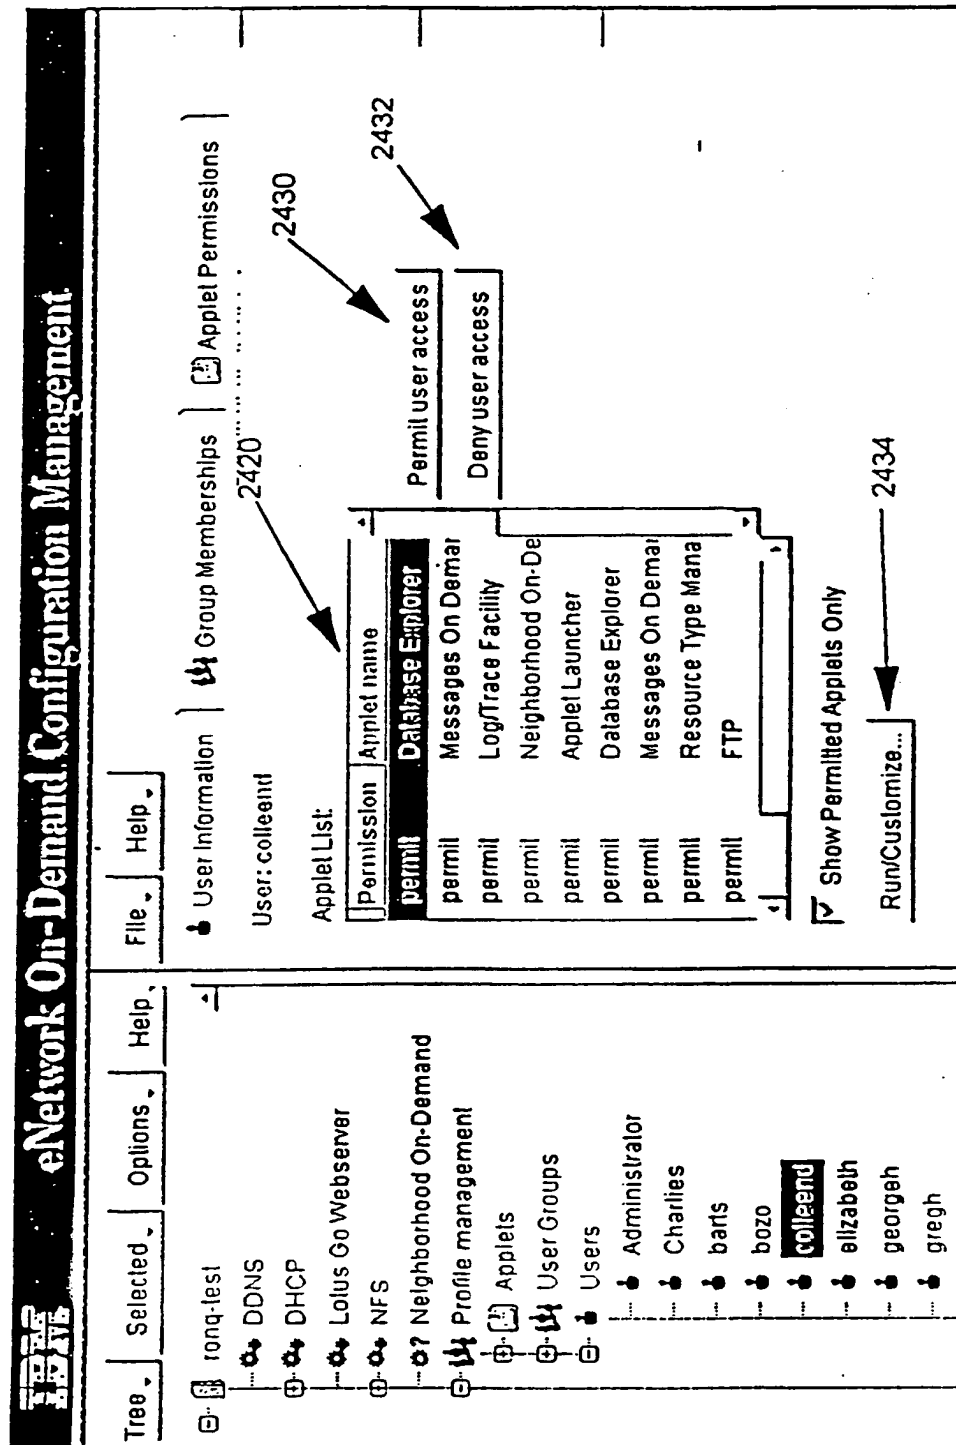 IBM eNetwork On-Demand Configuration Management
Tree Selected Options Help
ronq-test
DDNS
DHCP
Lotus Go Webserver
NFS
? Neighborhood On-Demand
Profile management
Applets
User Groups
Users
Administrator
Charlies
barts
bozo
colleend
elizabeth
georgeh
gregh
File Help
User Information Group Memberships Applet Permissions
User: colleend
Applet List:
Permission Applet name
permit Database Explorer
permit Messages On Demar
permit Log/Trace Facility
permit Neighborhood On-De
permit Applet Launcher
permit Database Explorer
permit Messages On Demar
permit Resource Type Mana
permit FTP
Permit user access
Deny user access
Show Permitted Applets Only
Run/Customize...
2420
2430
2432
2434